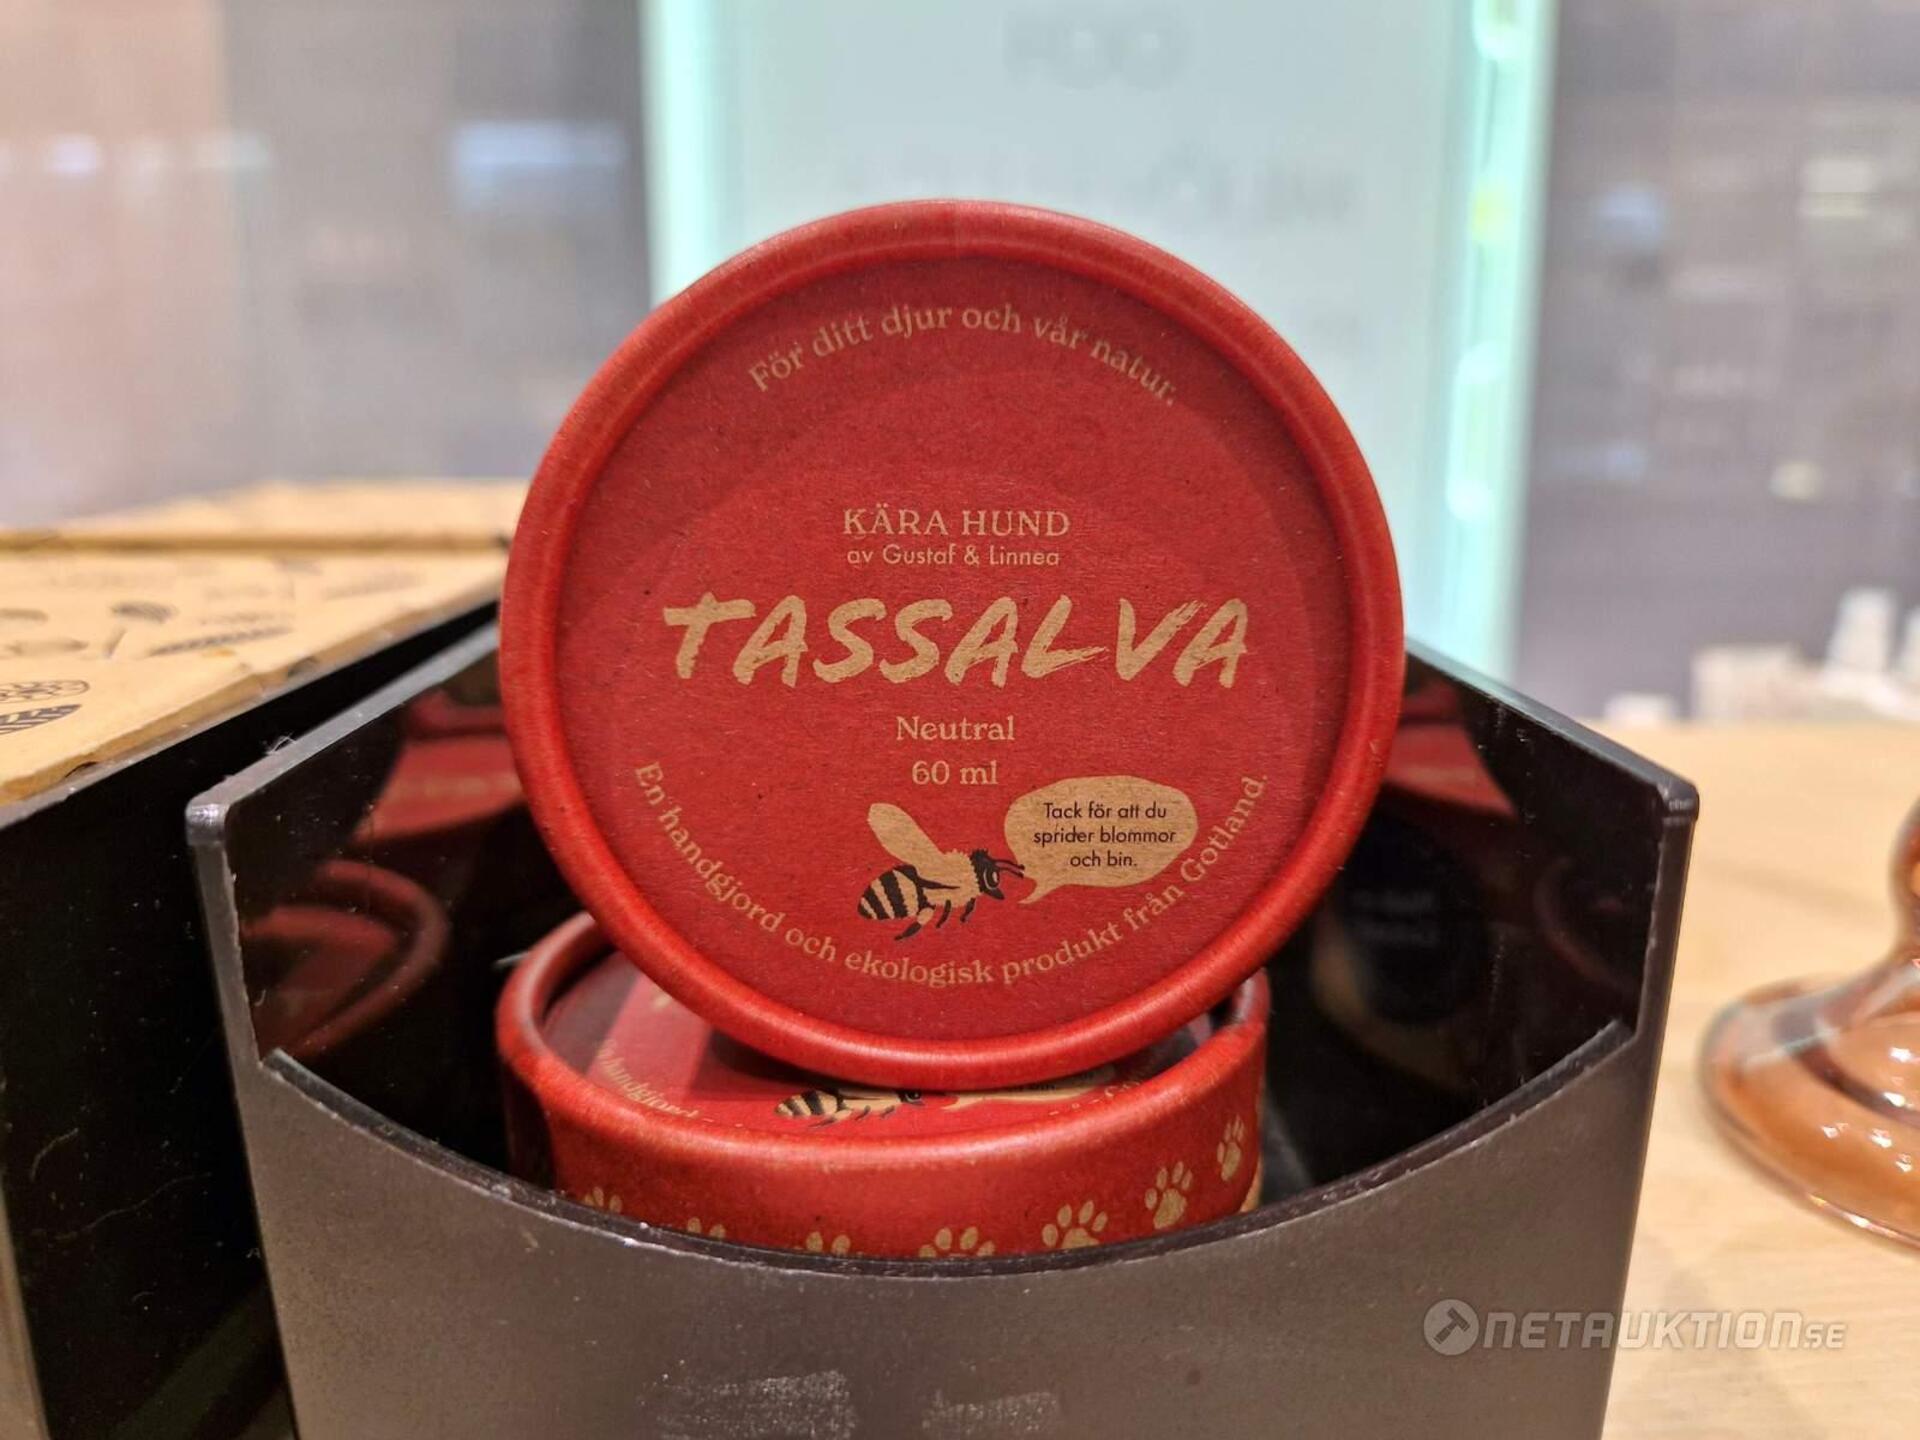 För ditt djur och vår natur.
KÄRA HUND
av Gustaf & Linnea
TASSALVA
Neutral
60 ml
Tack för att du
sprider blommor
och bin.
En handgjord och ekologisk produkt från Gotland.
handgjord
NETAUKTION.SE